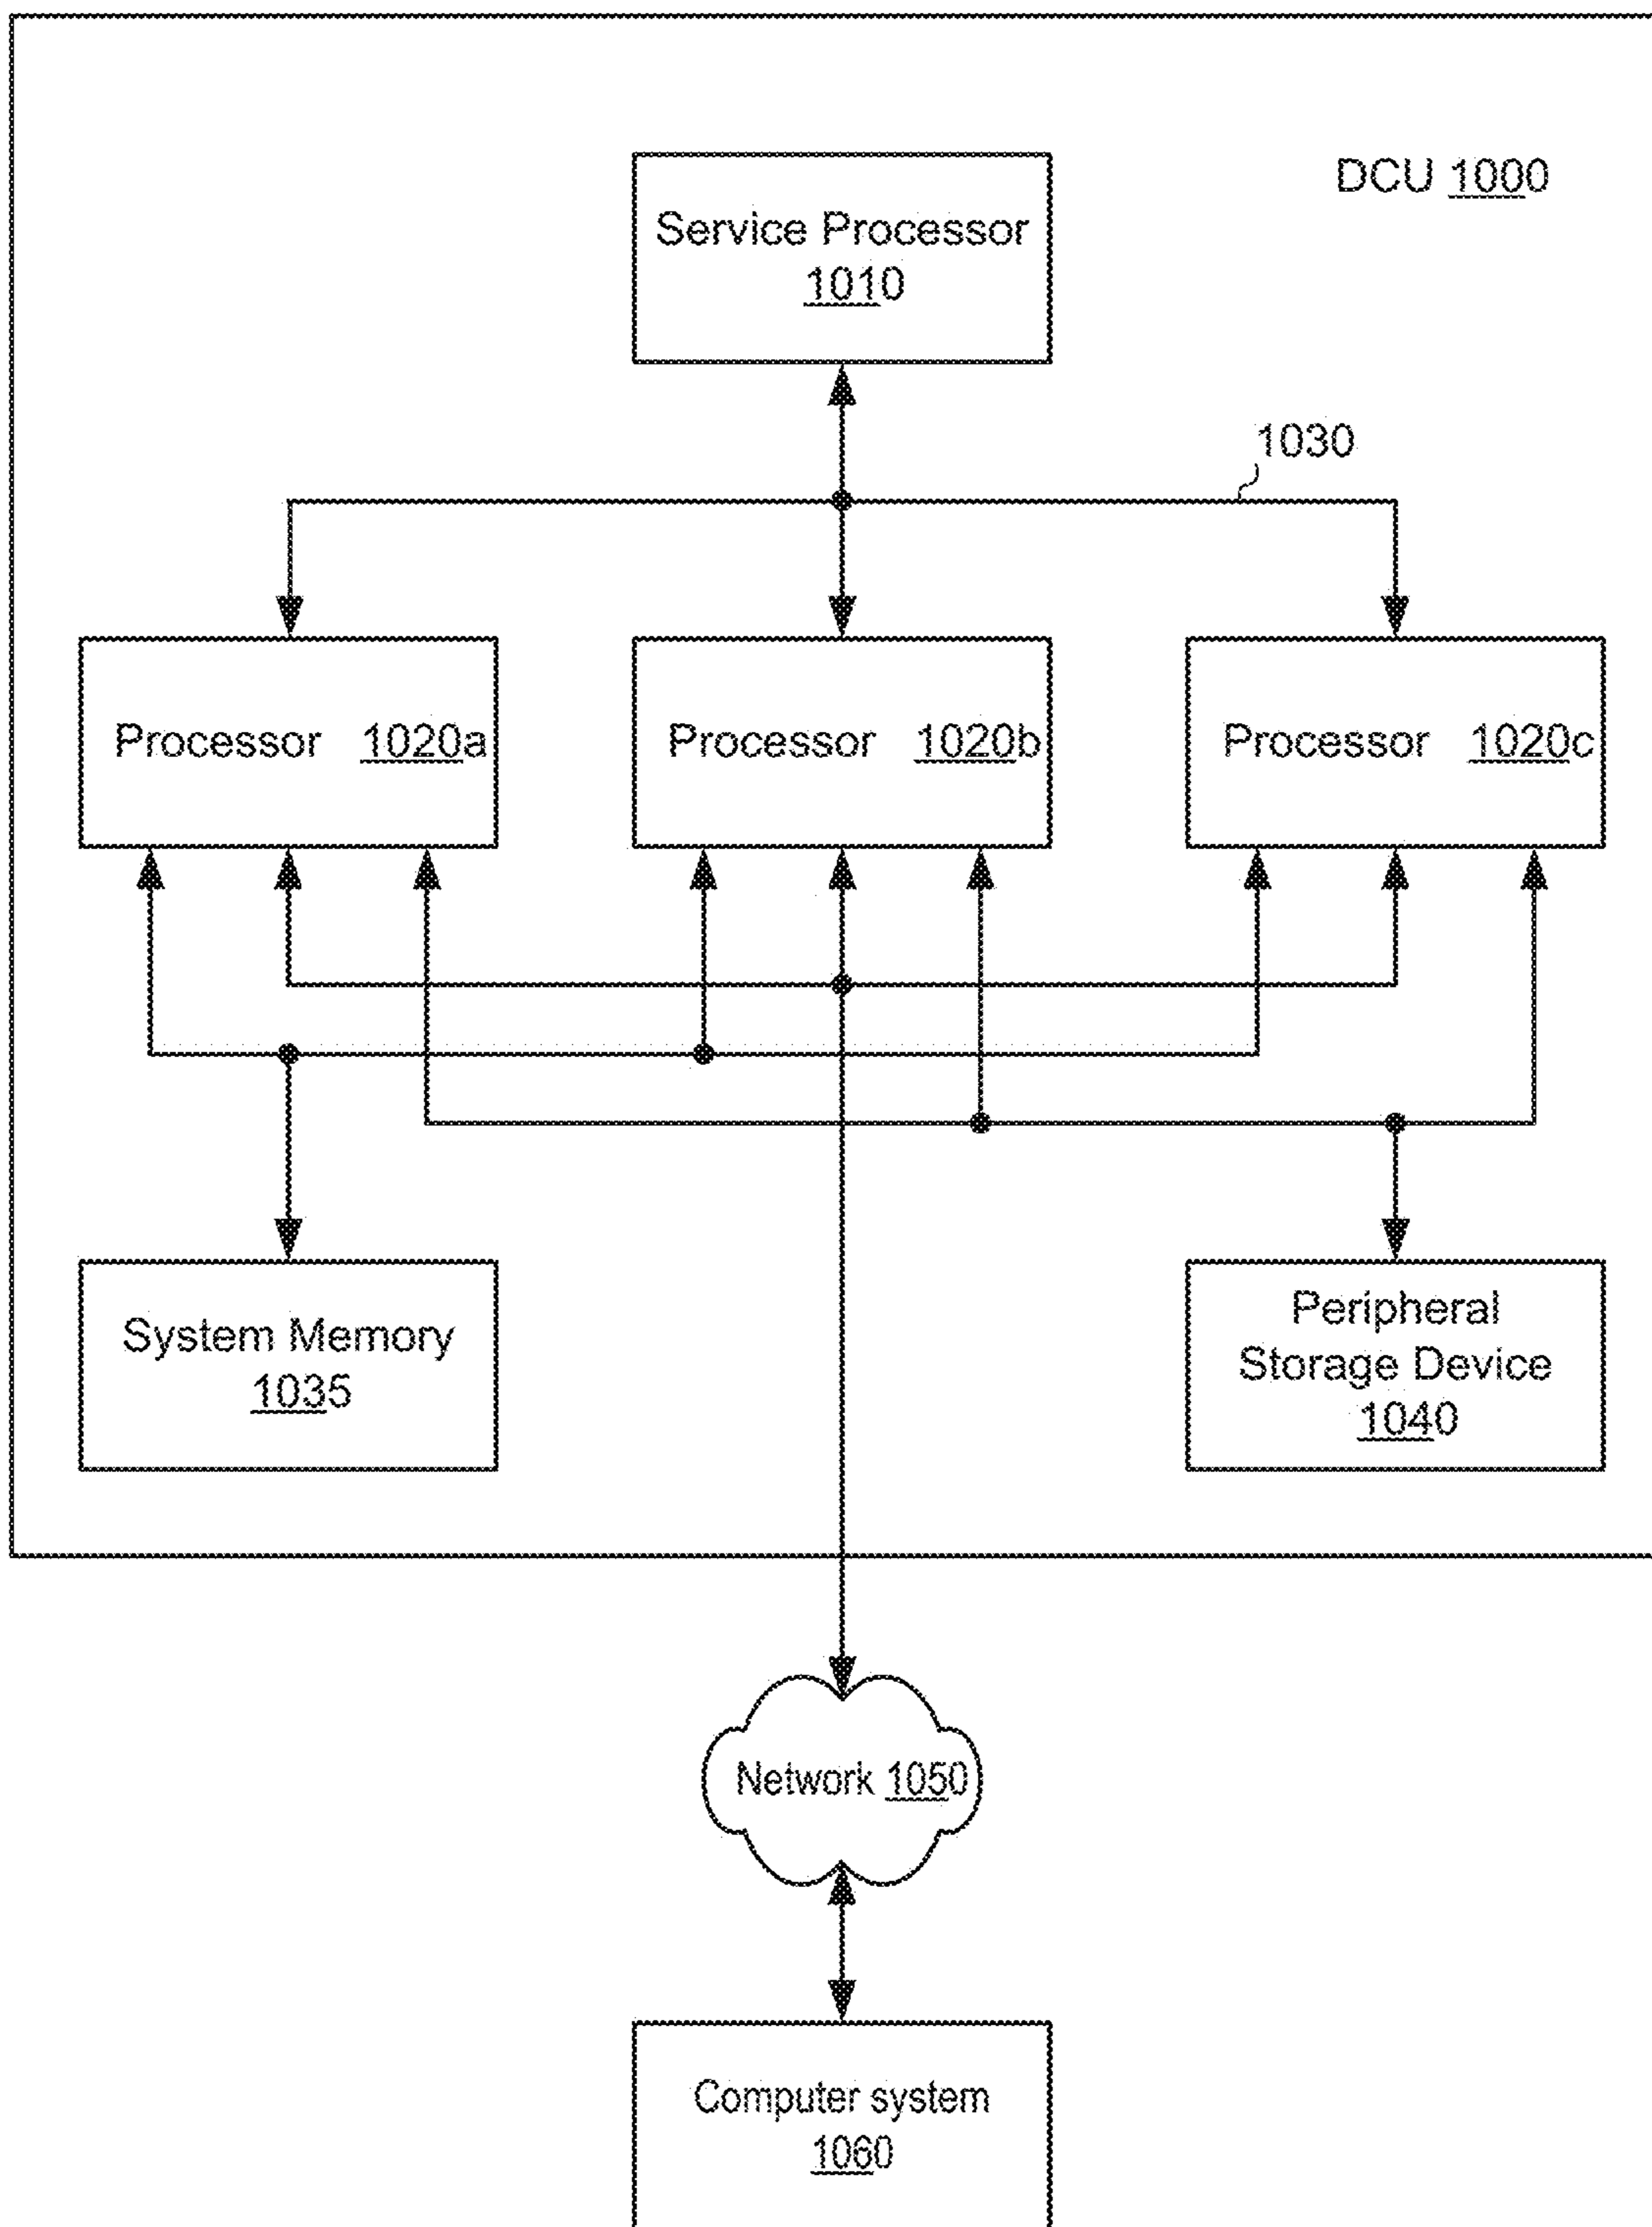 DCU 1000
Service Processor
1010
1030
Processor 1020a
Processor 1020b
Processor 1020c
System Memory
1035
Peripheral
Storage Device
1040
Network 1050
Computer system
1060